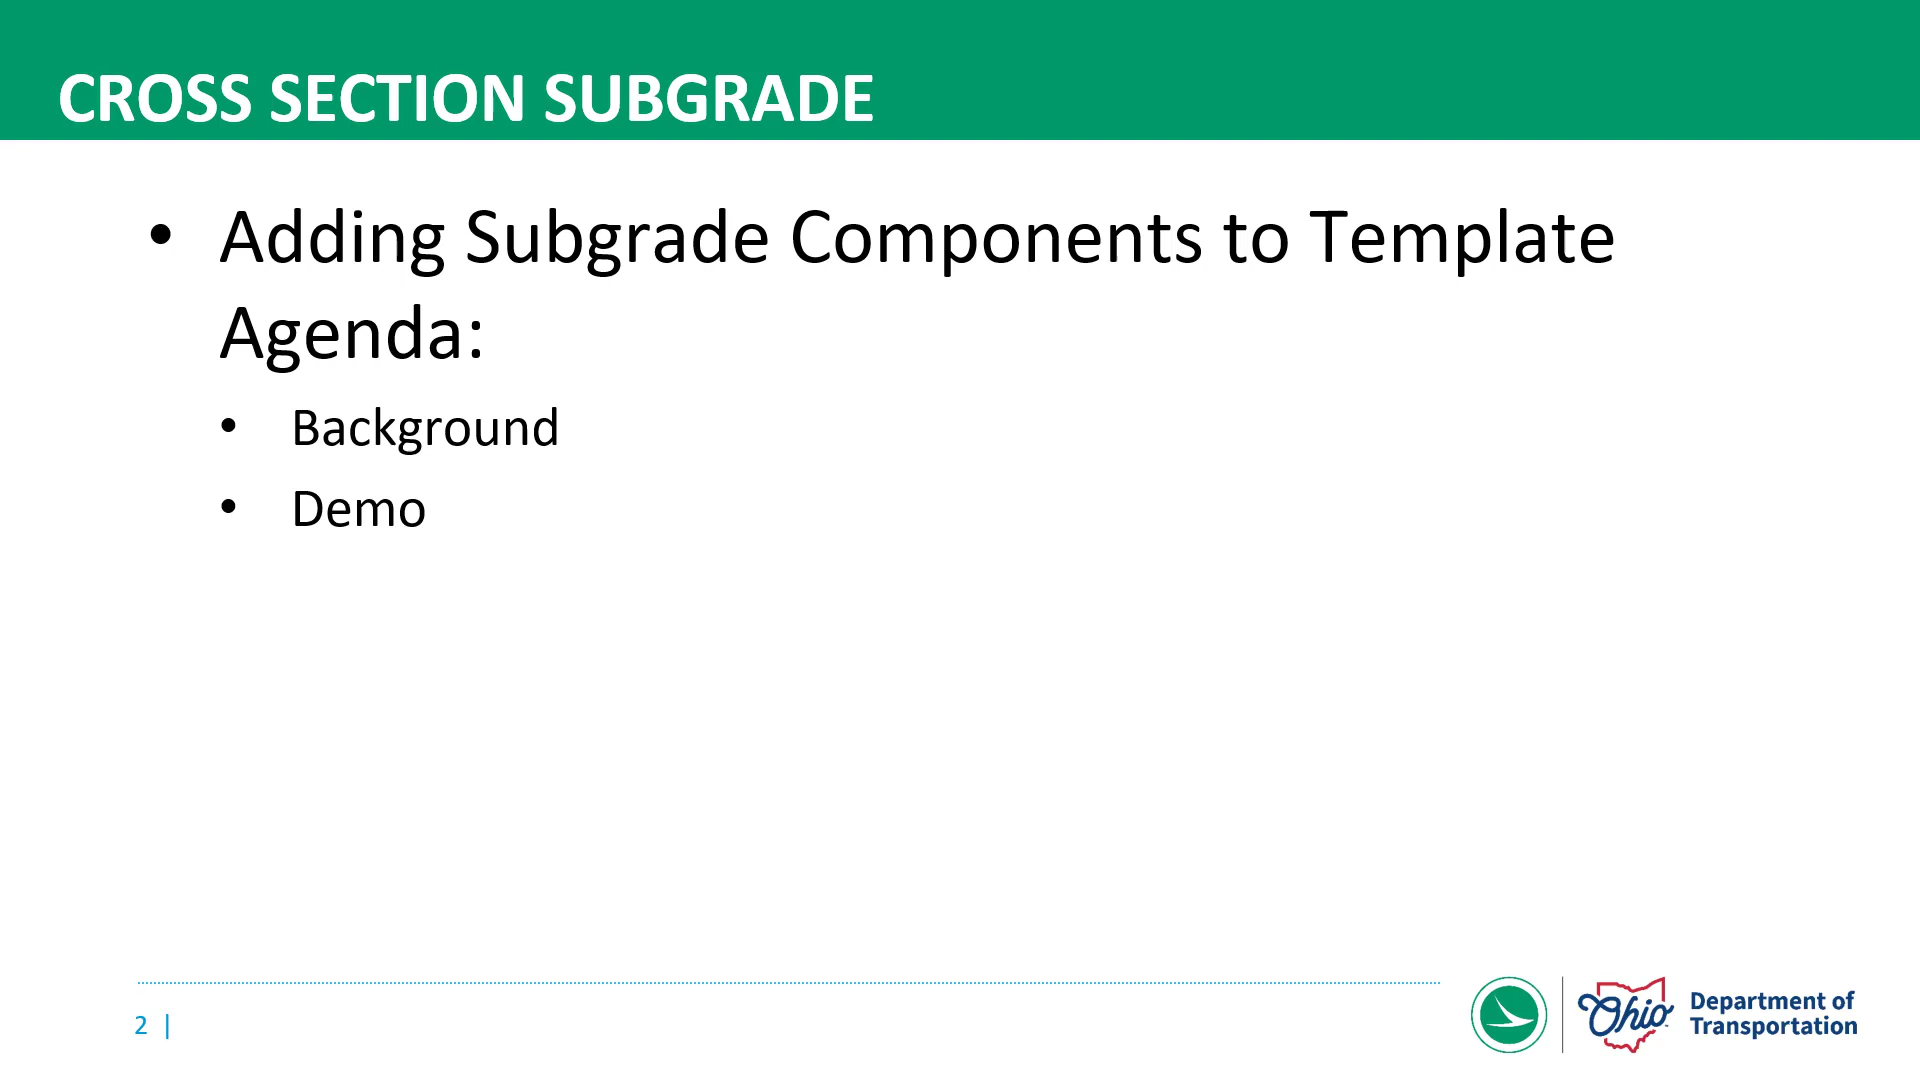 CROSS SECTION SUBGRADE
• Adding Subgrade Components to Template
Agenda:
• Background
• Demo
2 |
Ohio
Department of
Transportation